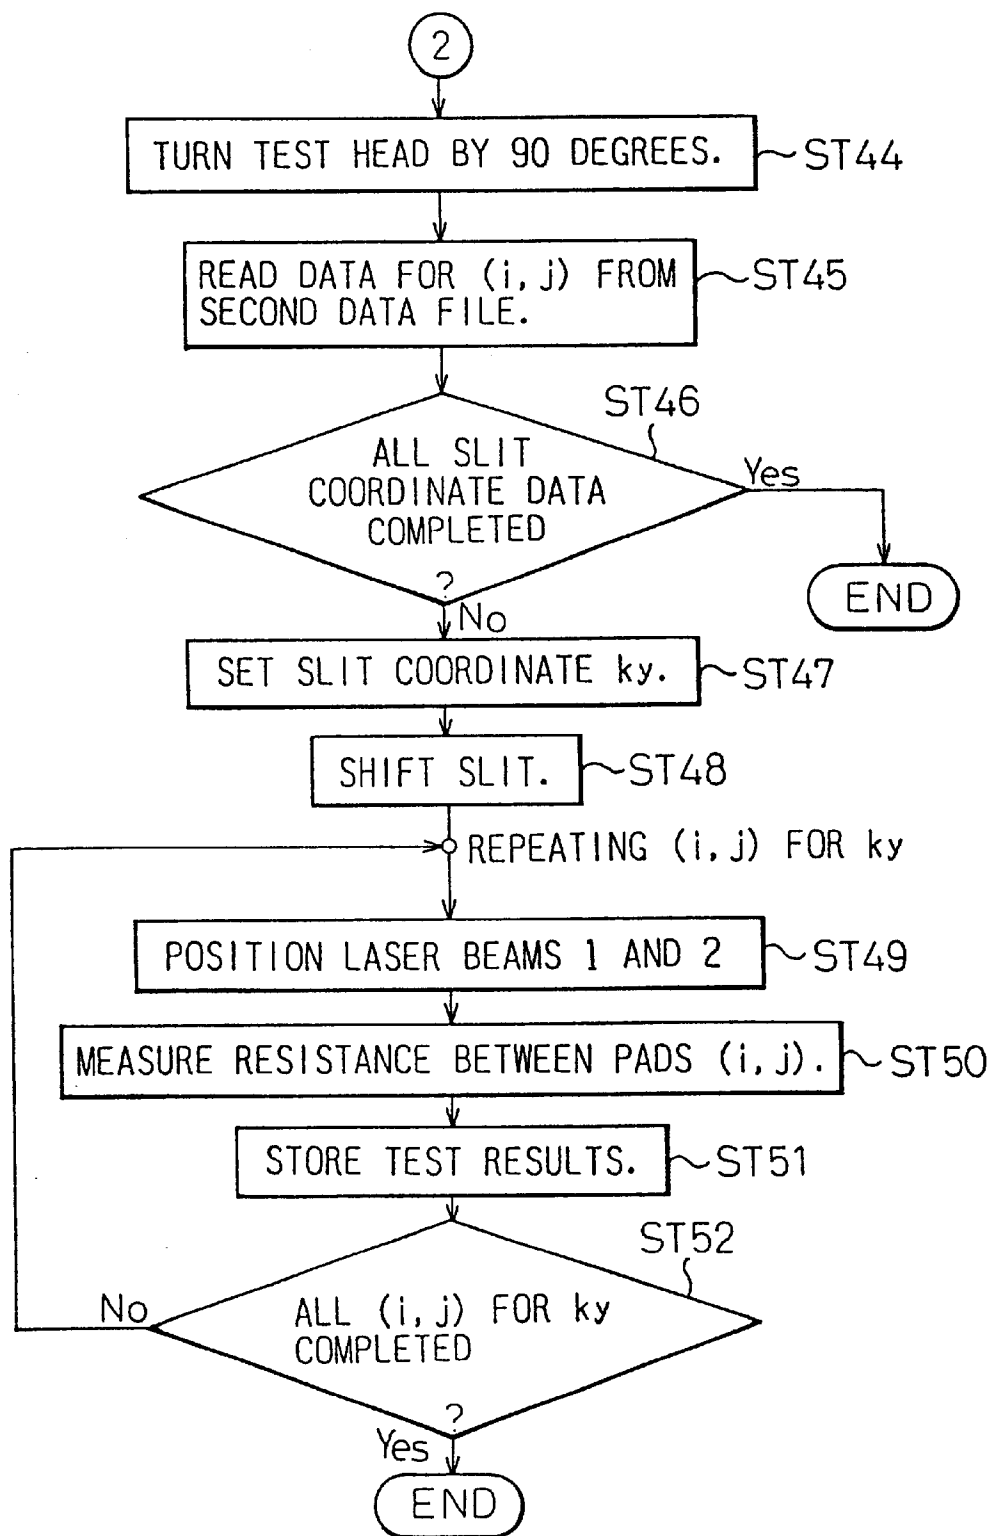 2
TURN TEST HEAD BY 90 DEGREES.
ST44
READ DATA FOR (i, j) FROM
SECOND DATA FILE.
ST45
ST46
ALL SLIT
COORDINATE DATA
COMPLETED
?
Yes
END
No
SET SLIT COORDINATE ky.
ST47
SHIFT SLIT.
ST48
REPEATING (i, j) FOR ky
POSITION LASER BEAMS 1 AND 2
ST49
MEASURE RESISTANCE BETWEEN PADS (i, j).
ST50
STORE TEST RESULTS.
ST51
ST52
No
ALL (i, j) FOR ky
COMPLETED
?
Yes
END